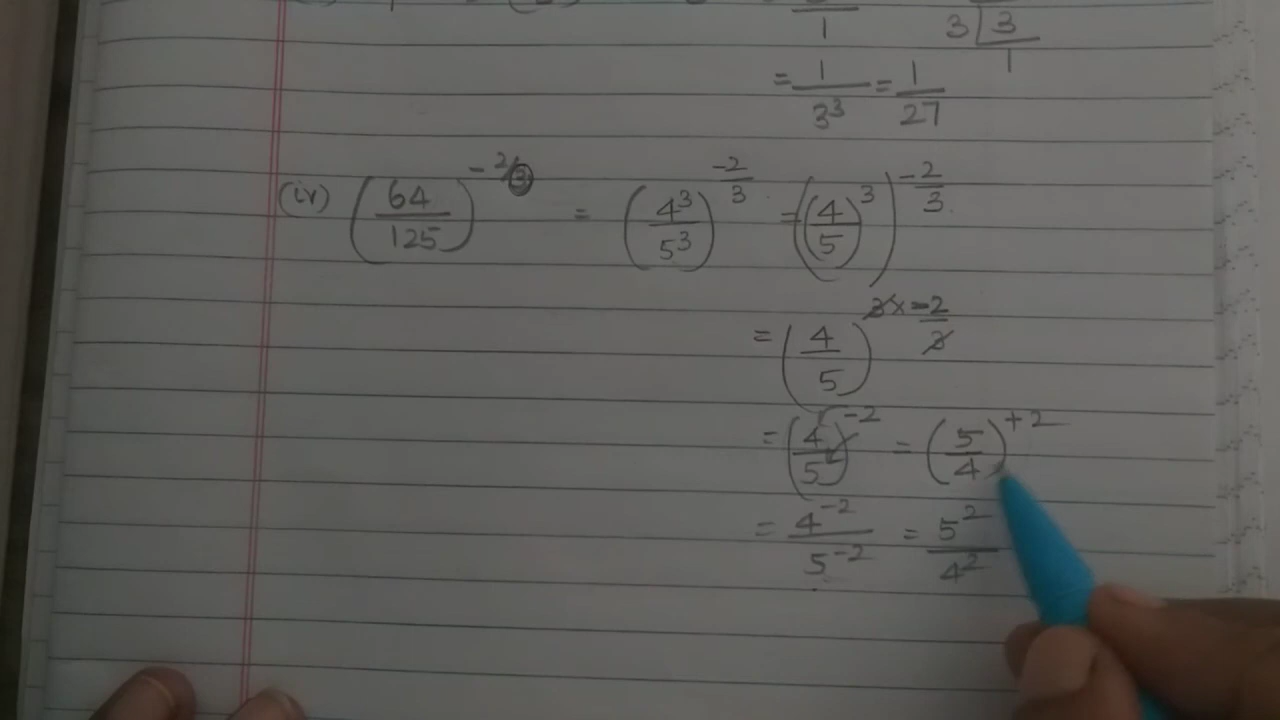 1 3 | 3
= 1/3³ = 1/27 1
(iv) (64/125)^(-2/3) = (4³/5³)^(-2/3) = ((4/5)³)^(-2/3)
= (4/5)^(3×-2/3)
= (4/5)^(-2) = (5/4)^(+2)
= 4^(-2)/5^(-2) = 5²/4²